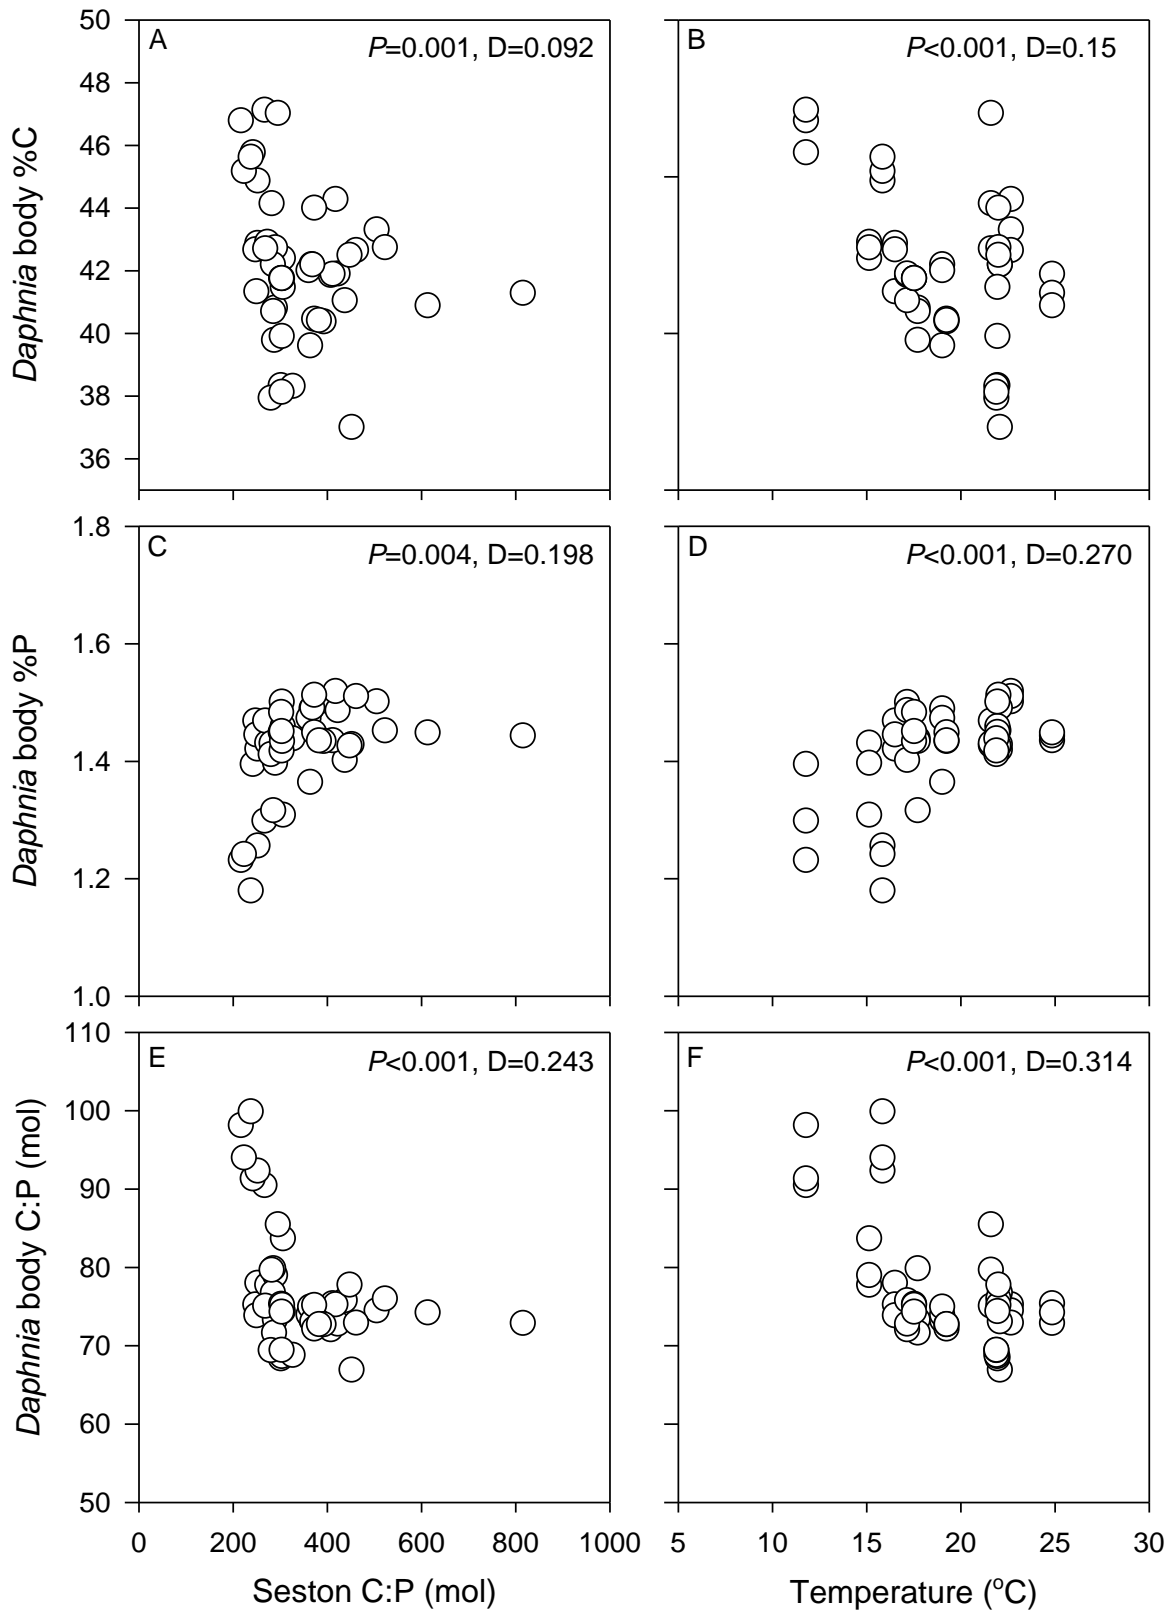 50
A
P=0.001, D=0.092
B
P<0.001, D=0.15
48
46
44
42
40
38
36
Daphnia body %C
1.8
C
P=0.004, D=0.198
D
P<0.001, D=0.270
1.6
1.4
1.2
1.0
Daphnia body %P
110
E
P<0.001, D=0.243
F
P<0.001, D=0.314
100
90
80
70
60
50
Daphnia body C:P (mol)
0 200 400 600 800 1000
5 10 15 20 25 30
Seston C:P (mol)
Temperature (°C)